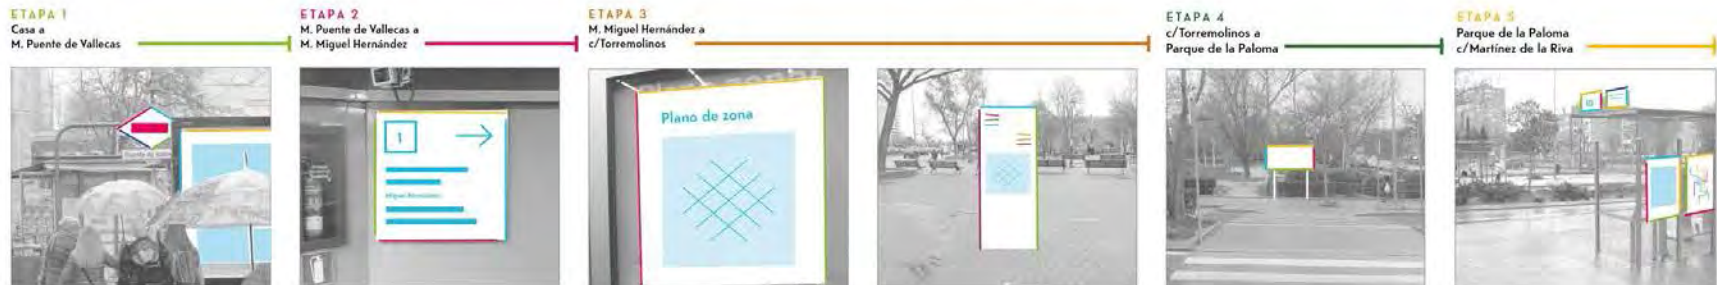 ETAPA 1
Casa a
M. Puente de Vallecas
ETAPA 2
M. Puente de Vallecas a
M. Miguel Hernández
ETAPA 3
M. Miguel Hernández a
c/Torremolinos
ETAPA 4
c/Torremolinos a
Parque de la Paloma
ETAPA 5
Parque de la Paloma
c/Martínez de la Riva
1
Miguel Hernández
Plano de zona